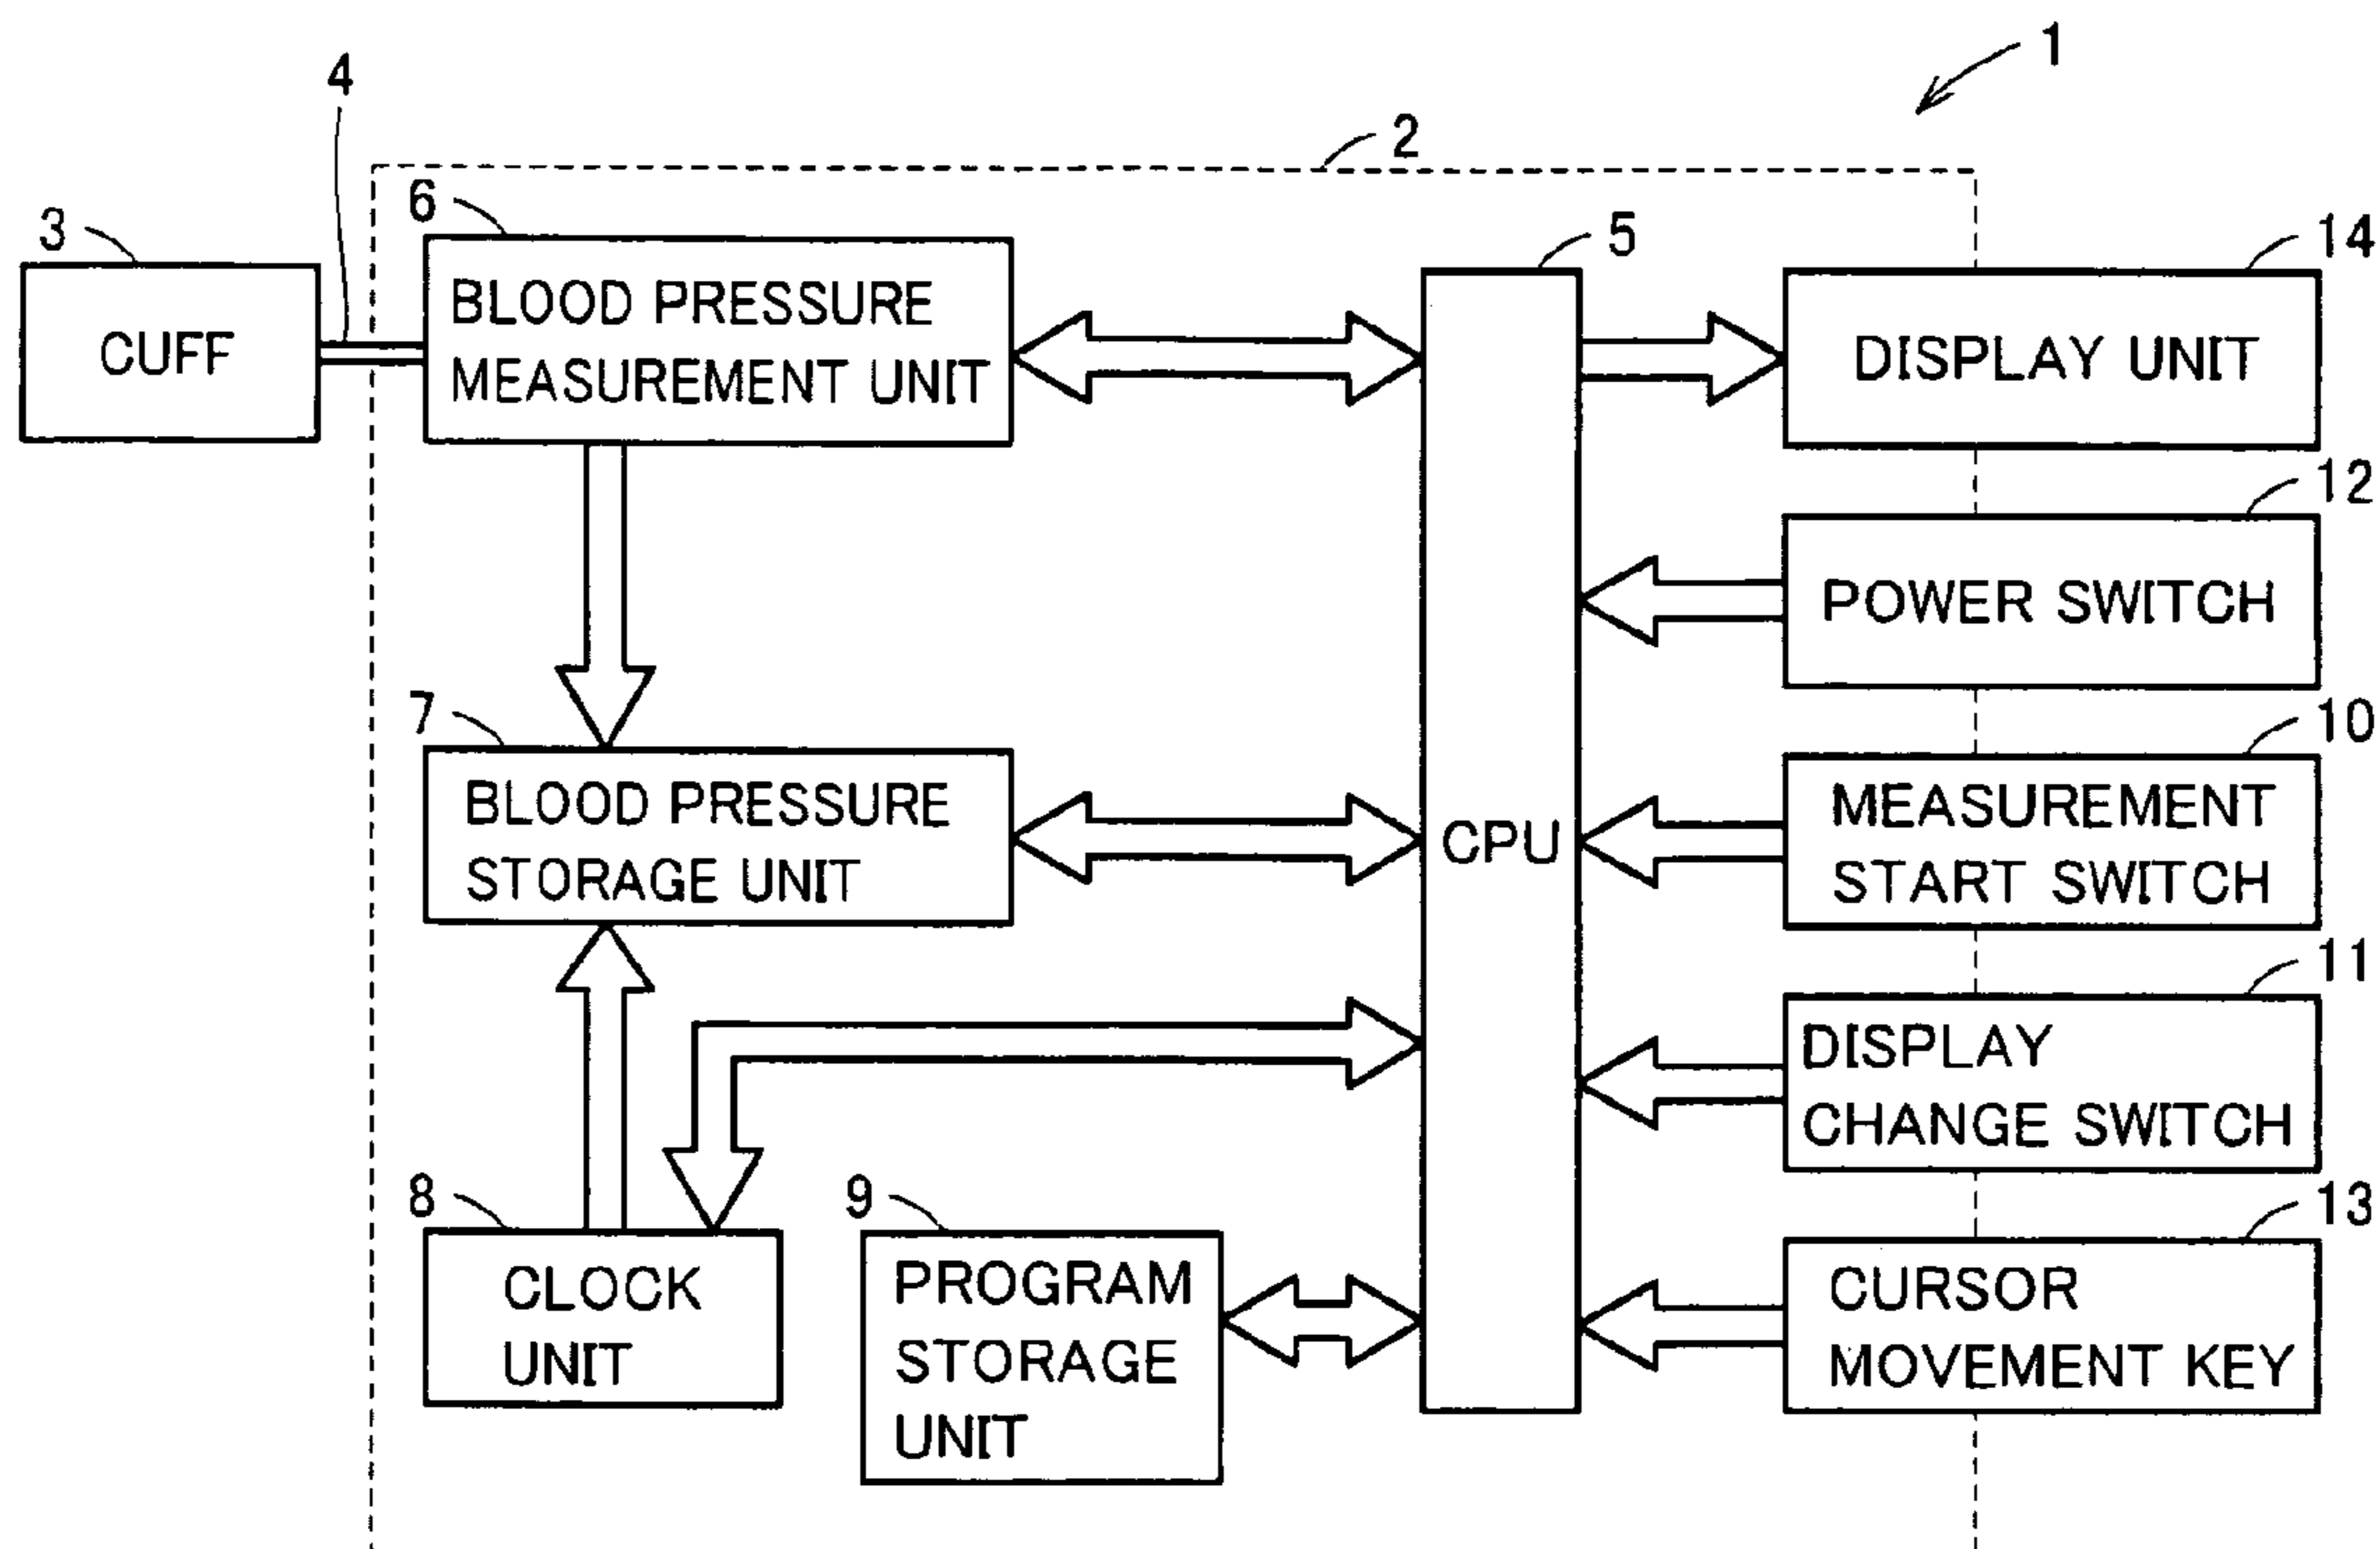 1
4
2
6
3
5
14
BLOOD PRESSURE
MEASUREMENT UNIT
CUFF
DISPLAY UNIT
12
POWER SWITCH
7
10
BLOOD PRESSURE
STORAGE UNIT
CPU
MEASUREMENT
START SWITCH
11
DISPLAY
CHANGE SWITCH
8
9
13
CLOCK
UNIT
PROGRAM
STORAGE
UNIT
CURSOR
MOVEMENT KEY